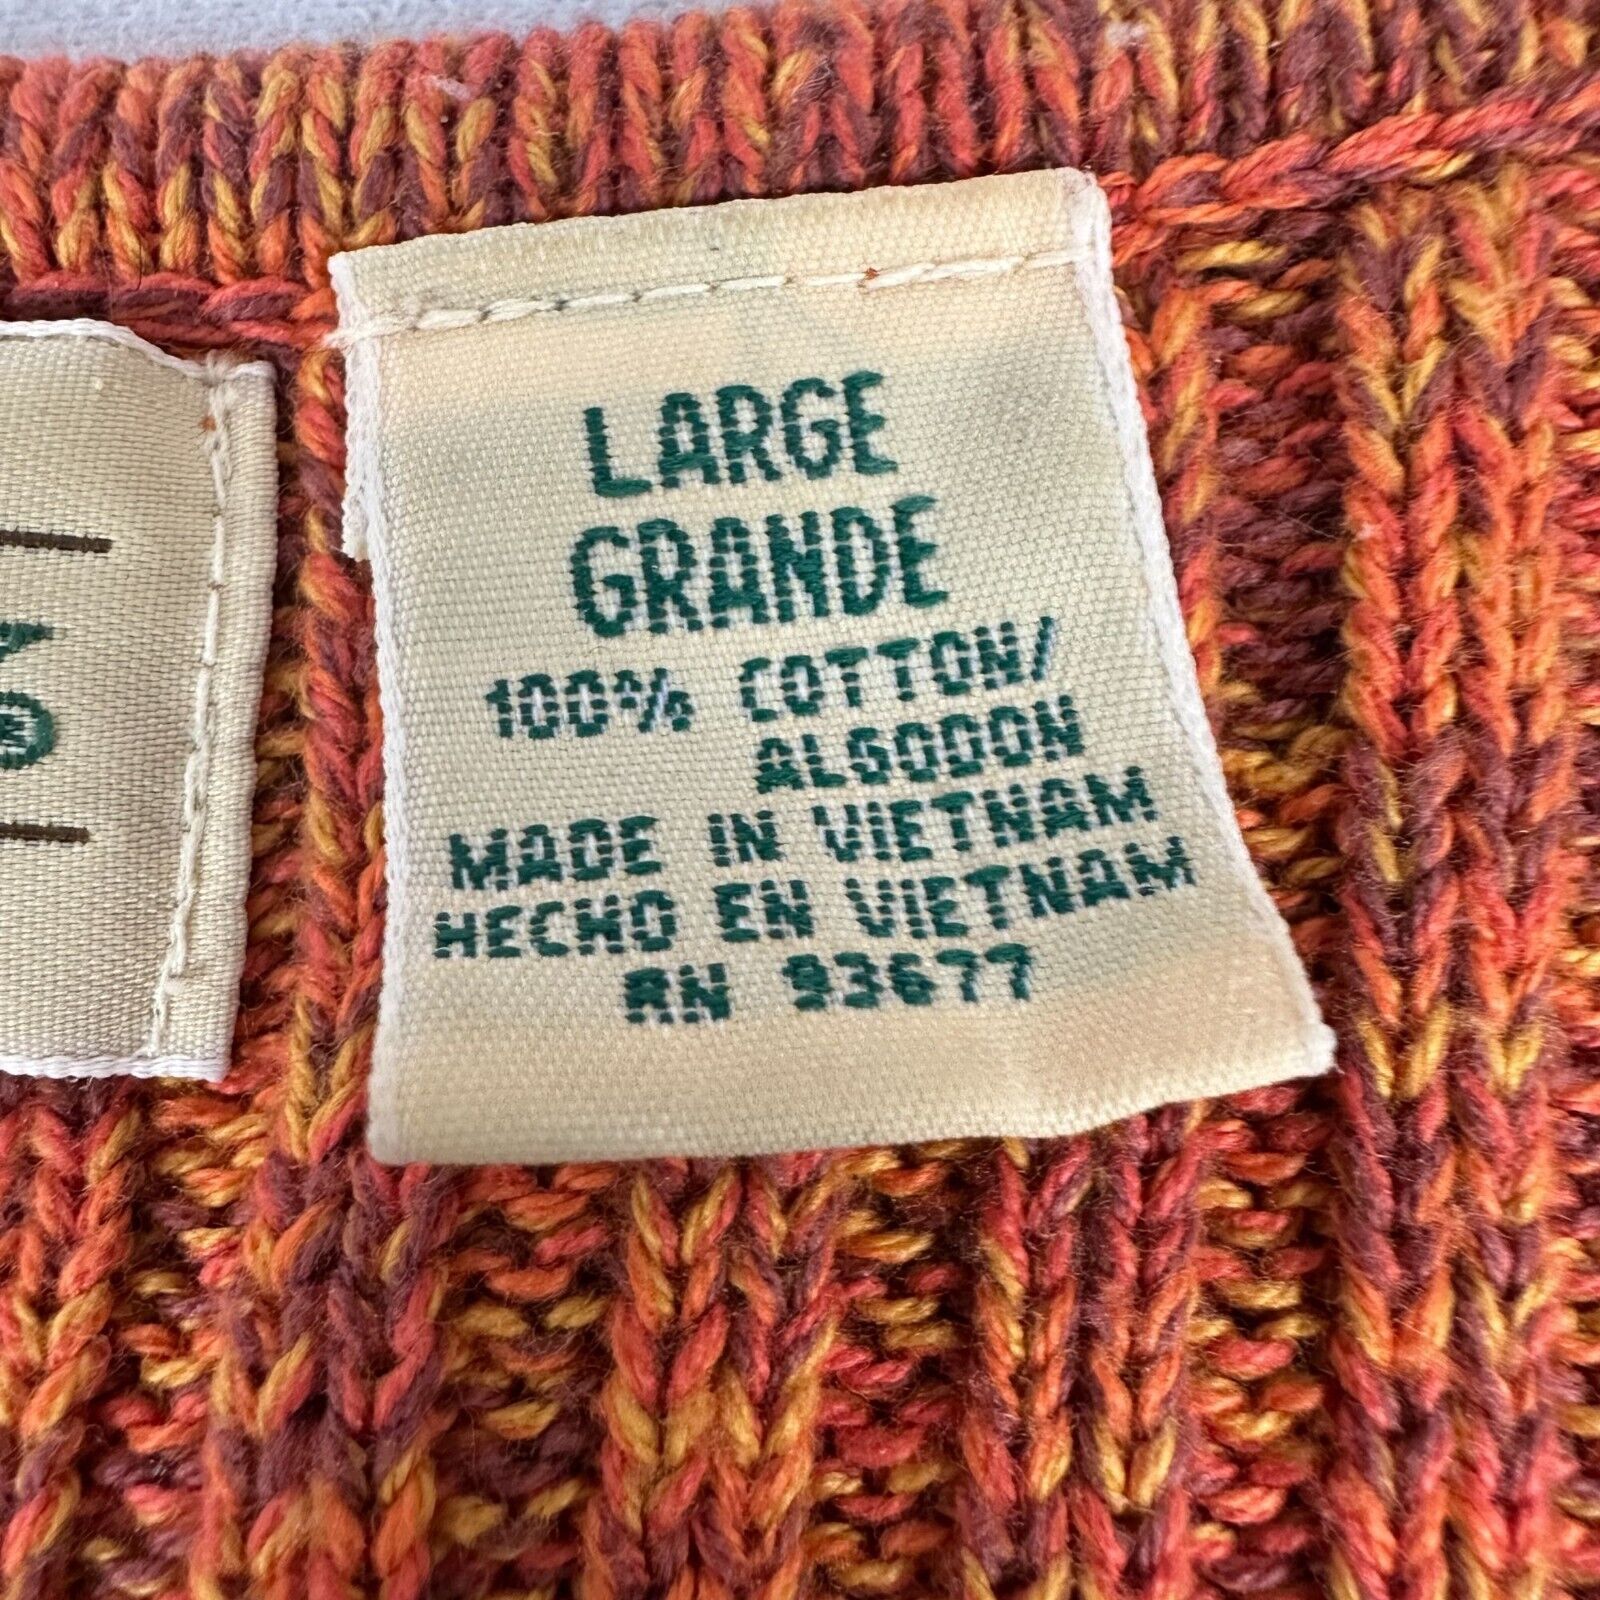 LARGE
GRANDE
100% COTTON/
ALGODON
MADE IN VIETNAM
HECHO EN VIETNAM
RN 93677